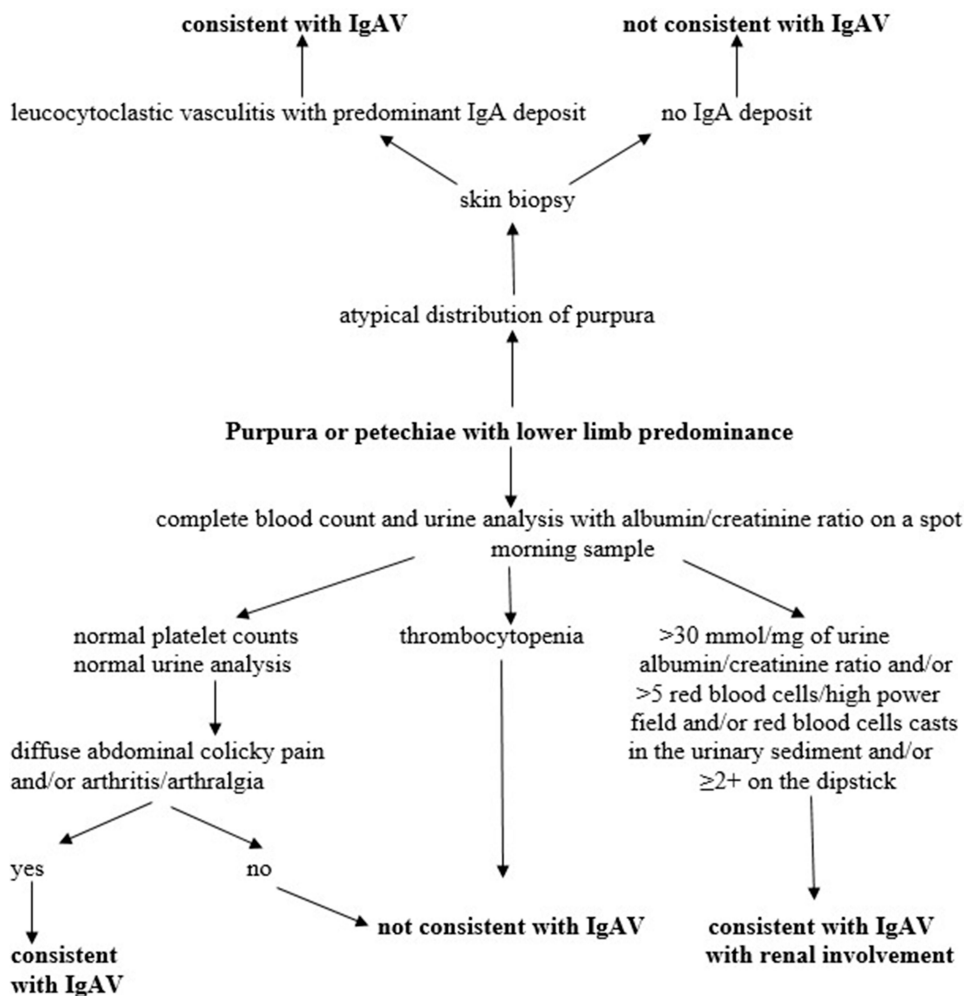 consistent with IgAV
not consistent with IgAV
leucocytoclastic vasculitis with predominant IgA deposit
no IgA deposit
skin biopsy
atypical distribution of purpura
Purpura or petechiae with lower limb predominance
complete blood count and urine analysis with albumin/creatinine ratio on a spot
morning sample
normal platelet counts
normal urine analysis
thrombocytopenia
>30 mmol/mg of urine
albumin/creatinine ratio and/or
>5 red blood cells/high power
field and/or red blood cells casts
in the urinary sediment and/or
≥2+ on the dipstick
diffuse abdominal colicky pain
and/or arthritis/arthralgia
yes
no
consistent
with IgAV
not consistent with IgAV
consistent with IgAV
with renal involvement